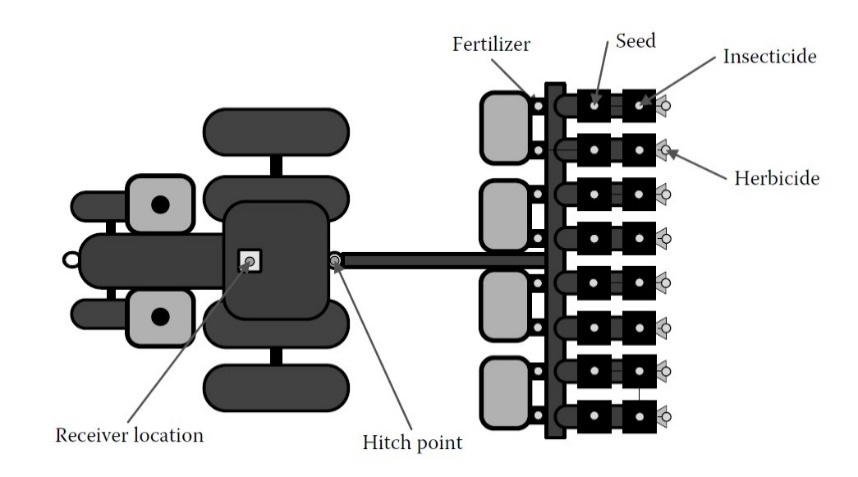 Seed
Fertilizer
Insecticide
Herbicide
Receiver location
Hitch point